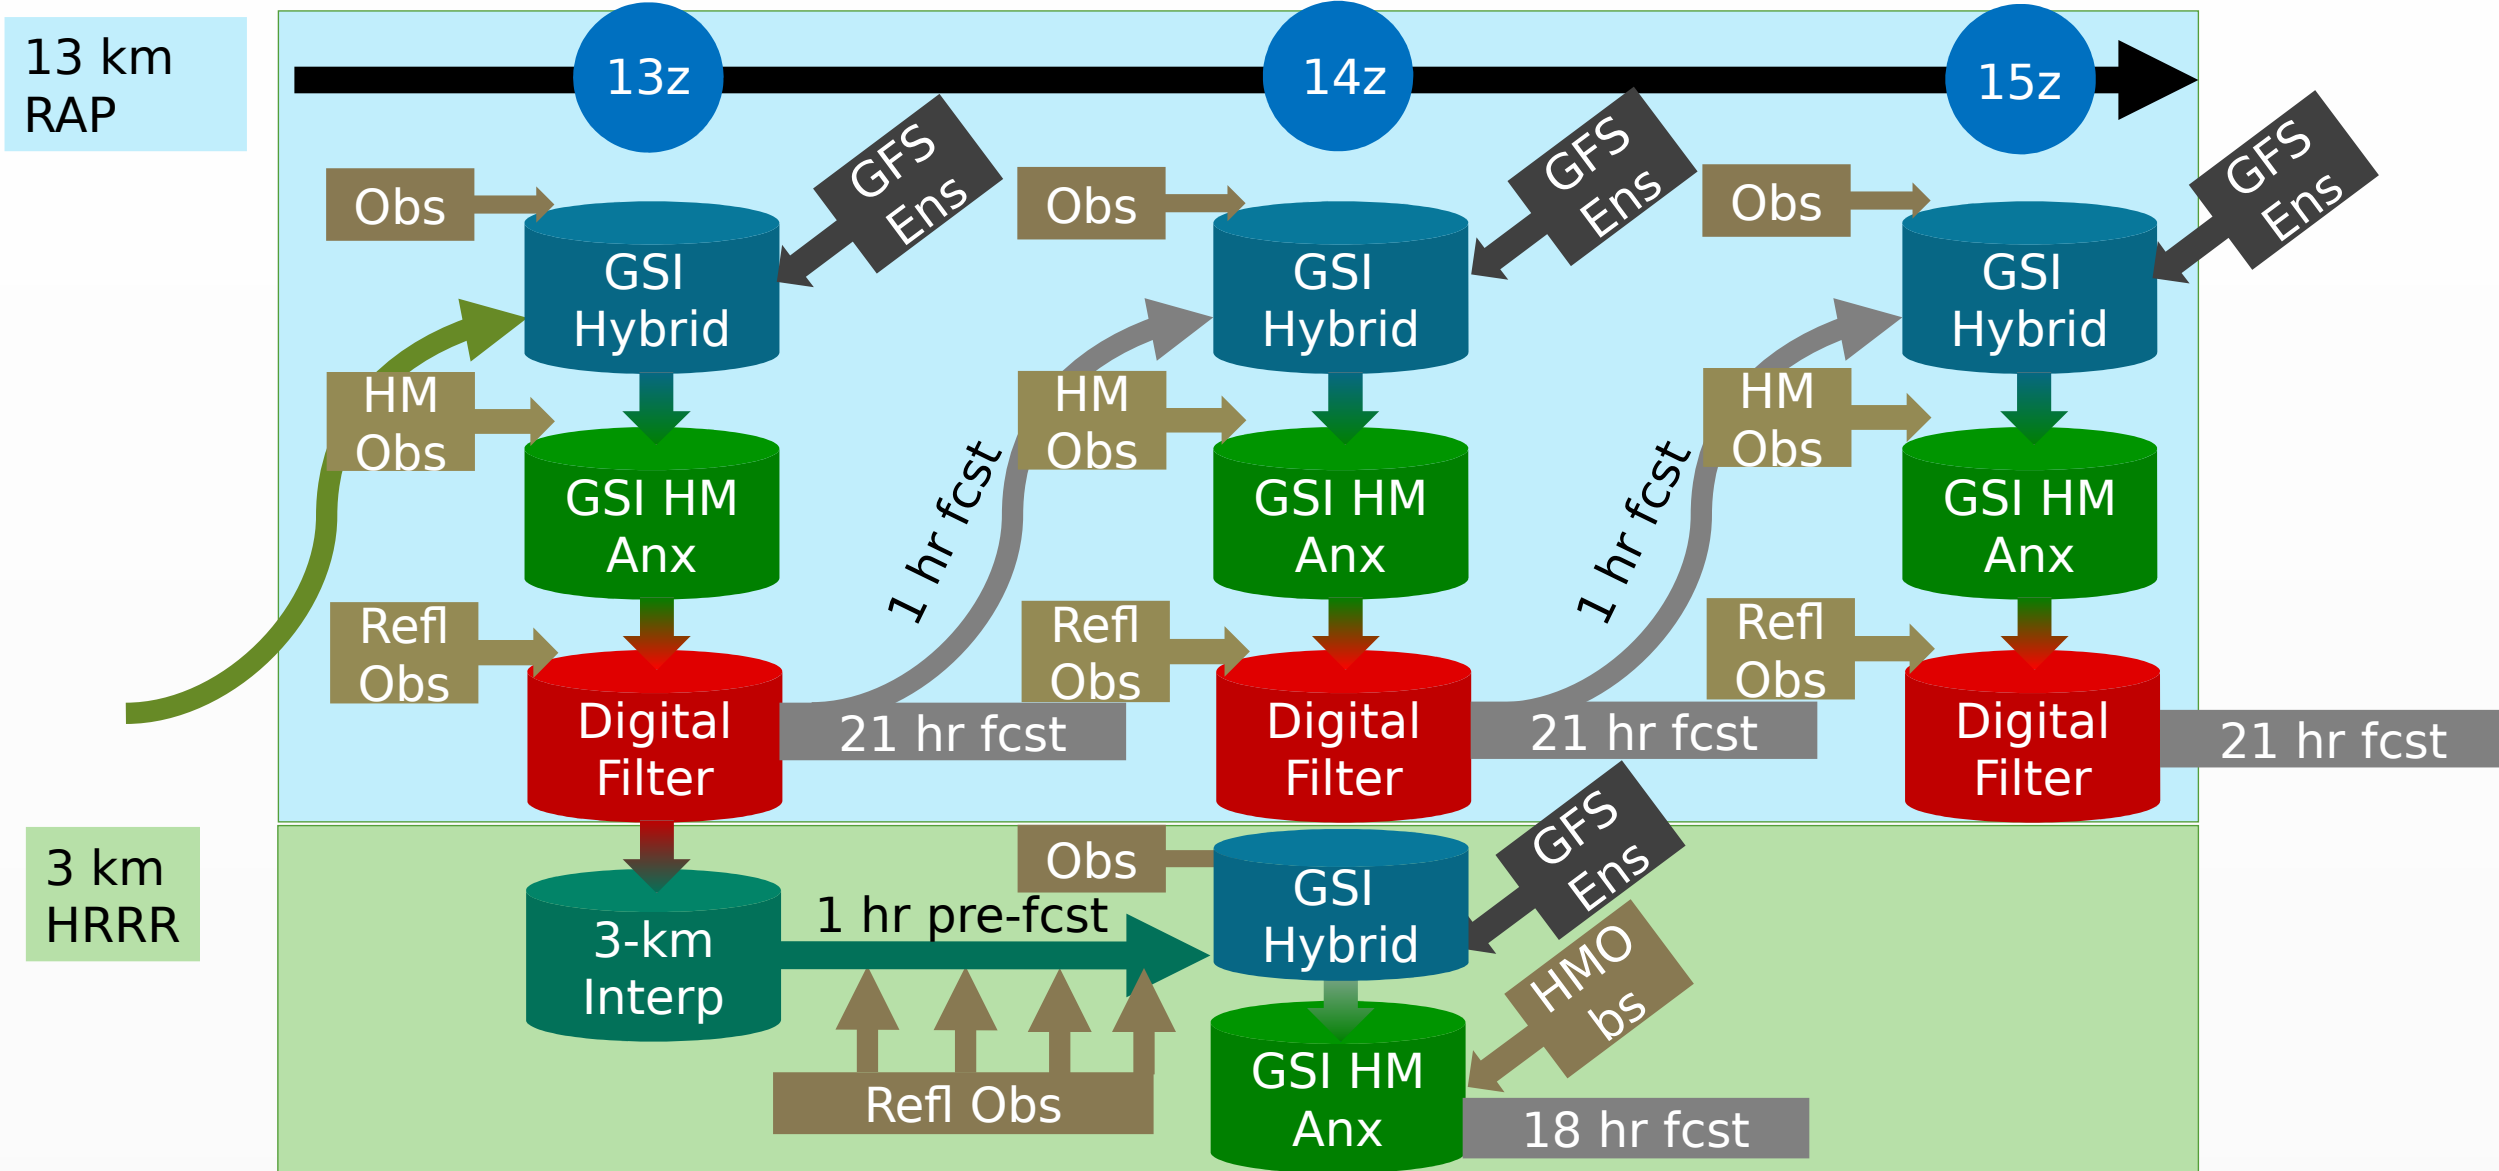 13 km
RAP
13z
14z
15z
Obs
GFS
Ens
Obs
GFS
Ens
Obs
GFS
Ens
GSI
Hybrid
GSI
Hybrid
GSI
Hybrid
HM
Obs
HM
Obs
HM
Obs
GSI HM
Anx
1 hr fcst
GSI HM
Anx
1 hr fcst
GSI HM
Anx
Refl
Obs
Refl
Obs
Refl
Obs
Digital
Filter
21 hr fcst
Digital
Filter
21 hr fcst
Digital
Filter
21 hr fcst
3 km
HRRR
Obs
GSI
Hybrid
GFS
Ens
3-km
Interp
1 hr pre-fcst
HMO
bs
Refl Obs
GSI HM
Anx
18 hr fcst